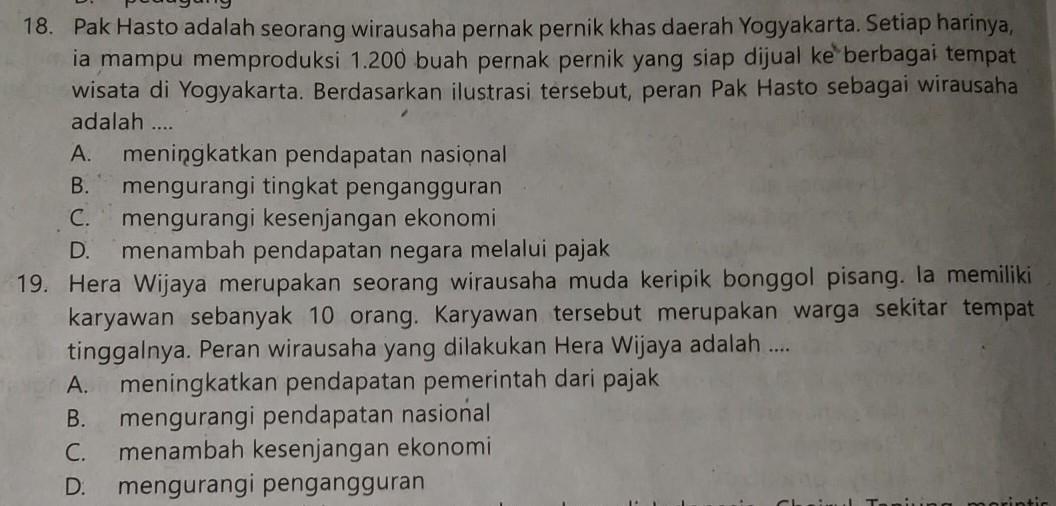 18. Pak Hasto adalah seorang wirausaha pernak pernik khas daerah Yogyakarta. Setiap harinya,
ia mampu memproduksi 1.200 buah pernak pernik yang siap dijual ke berbagai tempat
wisata di Yogyakarta. Berdasarkan ilustrasi tersebut, peran Pak Hasto sebagai wirausaha
adalah ....
A. meningkatkan pendapatan nasional
B. mengurangi tingkat pengangguran
C. mengurangi kesenjangan ekonomi
D. menambah pendapatan negara melalui pajak
19. Hera Wijaya merupakan seorang wirausaha muda keripik bonggol pisang. Ia memiliki
karyawan sebanyak 10 orang. Karyawan tersebut merupakan warga sekitar tempat
tinggalnya. Peran wirausaha yang dilakukan Hera Wijaya adalah ....
A. meningkatkan pendapatan pemerintah dari pajak
B. mengurangi pendapatan nasional
C. menambah kesenjangan ekonomi
D. mengurangi pengangguran